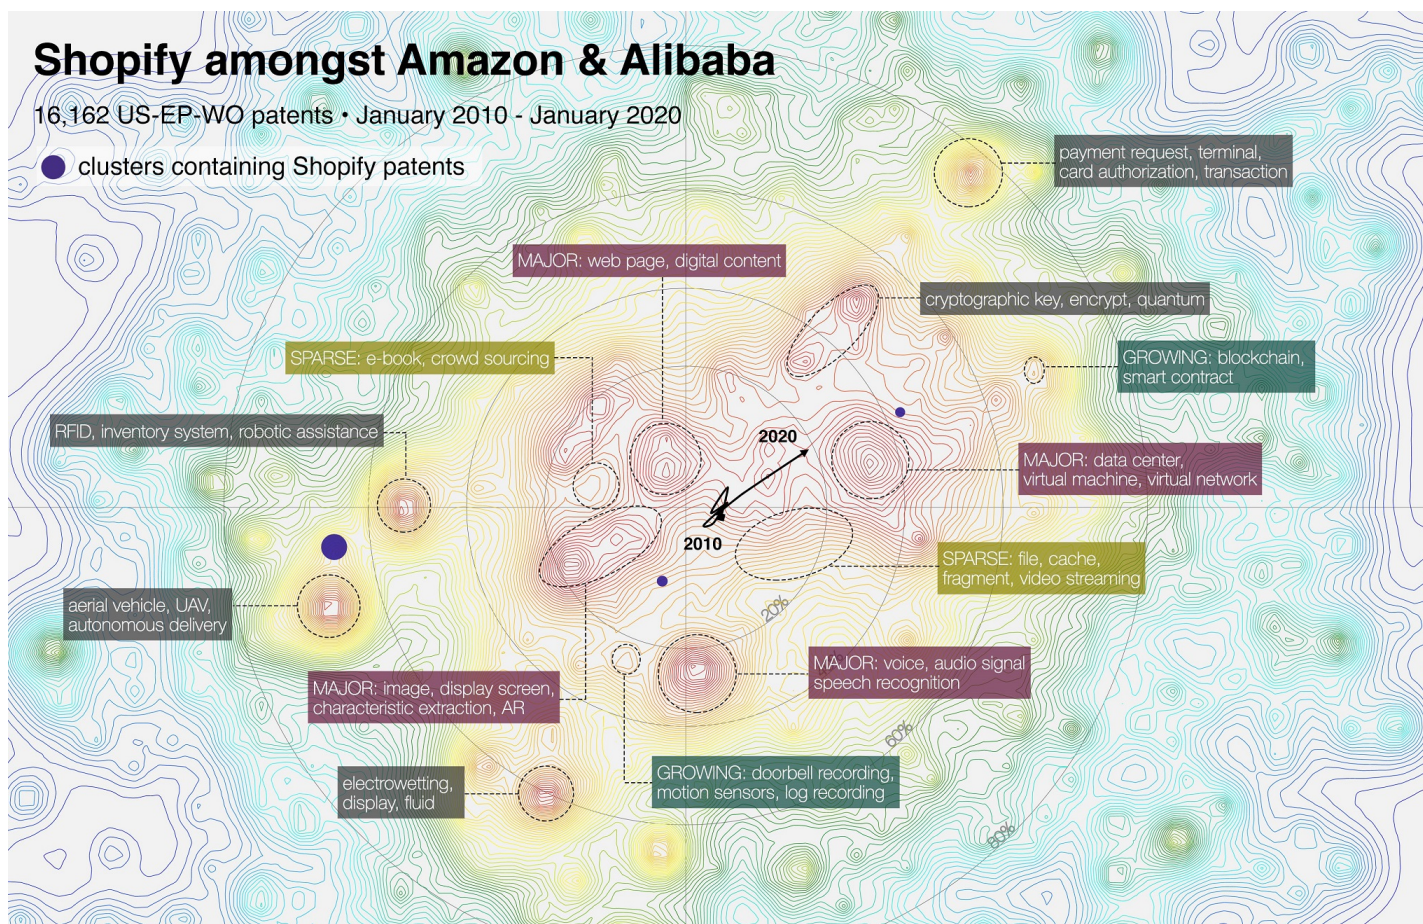 Shopify amongst Amazon & Alibaba
16,162 US-EP-WO patents • January 2010 - January 2020
clusters containing Shopify patents
payment request, terminal,
card authorization, transaction
MAJOR: web page, digital content
cryptographic key, encrypt, quantum
SPARSE: e-book, crowd sourcing
GROWING: blockchain,
smart contract
RFID, inventory system, robotic assistance
2020
MAJOR: data center,
virtual machine, virtual network
2010
SPARSE: file, cache,
fragment, video streaming
aerial vehicle, UAV,
autonomous delivery
20%
MAJOR: voice, audio signal
speech recognition
MAJOR: image, display screen,
characteristic extraction, AR
60%
GROWING: doorbell recording,
motion sensors, log recording
electrowetting,
display, fluid
80%